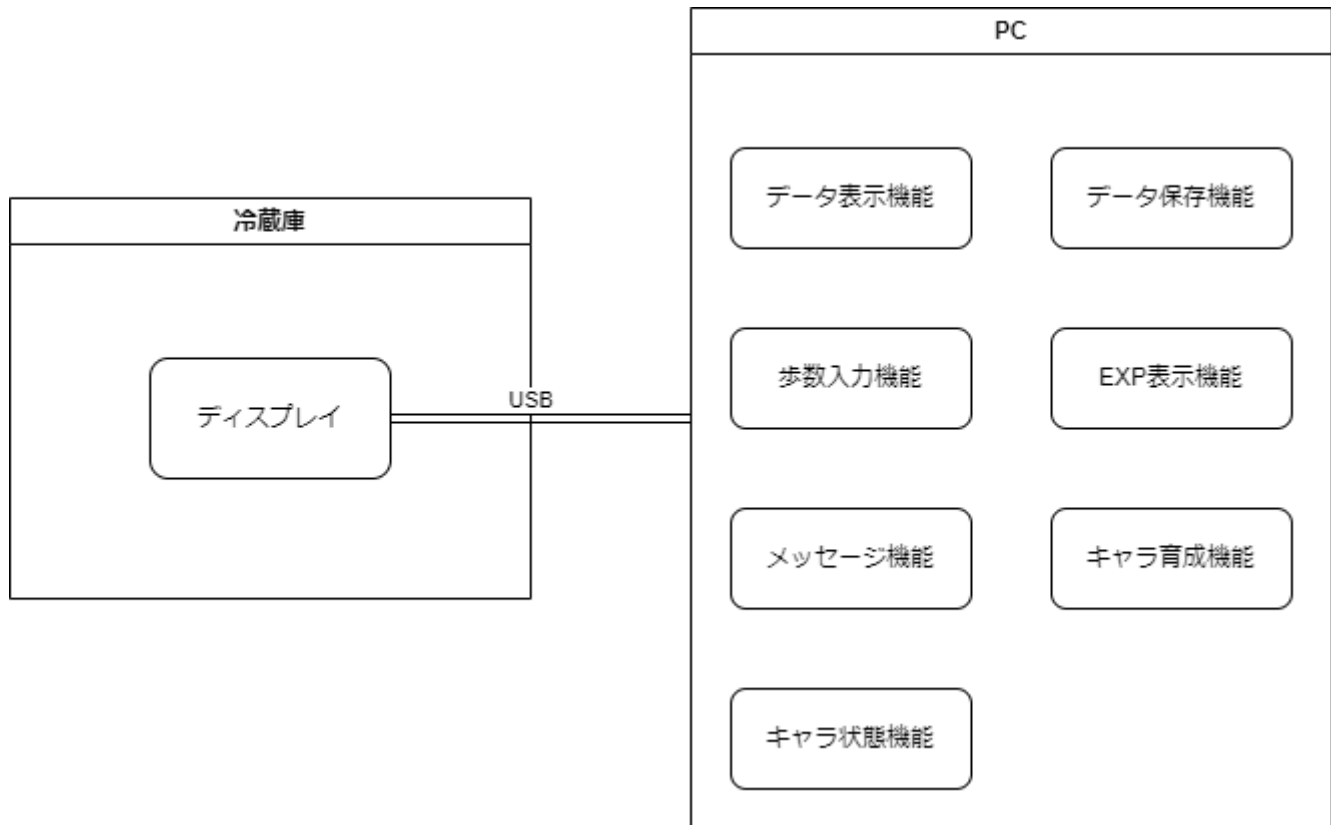 PC
データ表示機能
データ保存機能
冷蔵庫
歩数入力機能
EXP表示機能
USB
ディスプレイ
メッセージ機能
キャラ育成機能
キャラ状態機能